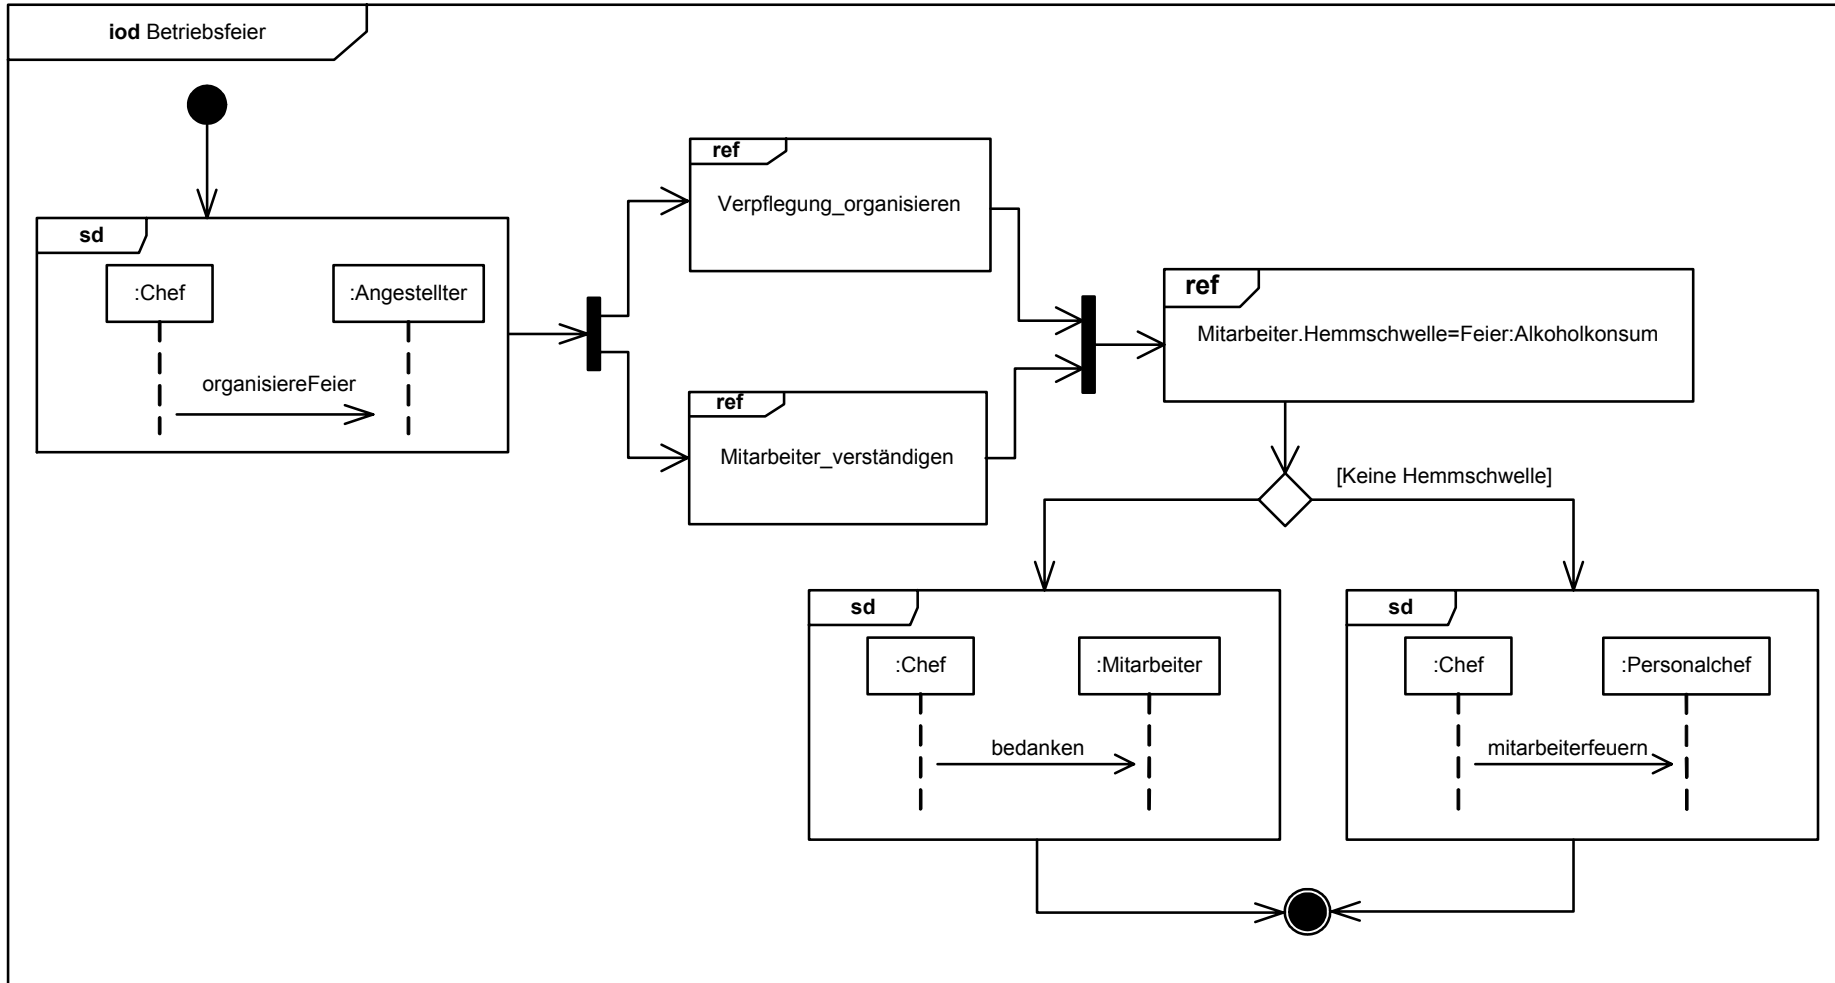 iod Betriebsfeier
sd
:Chef
:Angestellter
organisiereFeier
ref
Verpflegung_organisieren
ref
Mitarbeiter_verständigen
ref
Mitarbeiter.Hemmschwelle=Feier:Alkoholkonsum
[Keine Hemmschwelle]
sd
:Chef
:Mitarbeiter
bedanken
sd
:Chef
:Personalchef
mitarbeiterfeuern